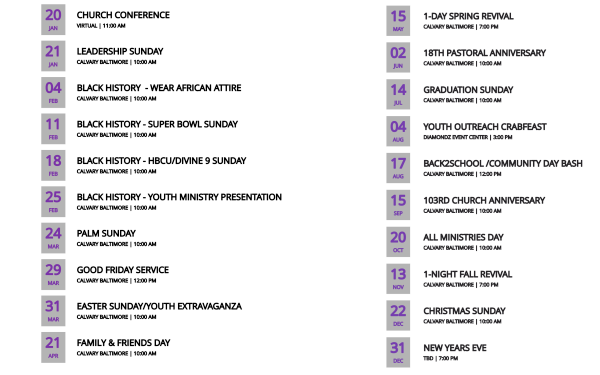 20
JAN
CHURCH CONFERENCE
VIRTUAL | 11:00 AM
21
JAN
LEADERSHIP SUNDAY
CALVARY BALTIMORE | 10:00 AM
04
FEB
BLACK HISTORY - WEAR AFRICAN ATTIRE
CALVARY BALTIMORE | 10:00 AM
11
FEB
BLACK HISTORY - SUPER BOWL SUNDAY
CALVARY BALTIMORE | 10:00 AM
18
FEB
BLACK HISTORY - HBCU/DIVINE 9 SUNDAY
CALVARY BALTIMORE | 10:00 AM
25
FEB
BLACK HISTORY - YOUTH MINISTRY PRESENTATION
CALVARY BALTIMORE | 10:00 AM
24
MAR
PALM SUNDAY
CALVARY BALTIMORE | 10:00 AM
29
MAR
GOOD FRIDAY SERVICE
CALVARY BALTIMORE | 12:00 PM
31
MAR
EASTER SUNDAY/YOUTH EXTRAVAGANZA
CALVARY BALTIMORE | 10:00 AM
21
APR
FAMILY & FRIENDS DAY
CALVARY BALTIMORE | 10:00 AM
15
MAY
1-DAY SPRING REVIVAL
CALVARY BALTIMORE | 7:00 PM
02
JUN
18TH PASTORAL ANNIVERSARY
CALVARY BALTIMORE | 10:00 AM
14
JUL
GRADUATION SUNDAY
CALVARY BALTIMORE | 10:00 AM
04
AUG
YOUTH OUTREACH CRABFEAST
DIAMONDZ EVENT CENTER | 3:00 PM
17
AUG
BACK2SCHOOL /COMMUNITY DAY BASH
CALVARY BALTIMORE | 12:00 PM
15
SEP
103RD CHURCH ANNIVERSARY
CALVARY BALTIMORE | 10:00 AM
20
OCT
ALL MINISTRIES DAY
CALVARY BALTIMORE | 10:00 AM
13
NOV
1-NIGHT FALL REVIVAL
CALVARY BALTIMORE | 7:00 PM
22
DEC
CHRISTMAS SUNDAY
CALVARY BALTIMORE | 10:00 AM
31
DEC
NEW YEARS EVE
TBD | 7:00 PM